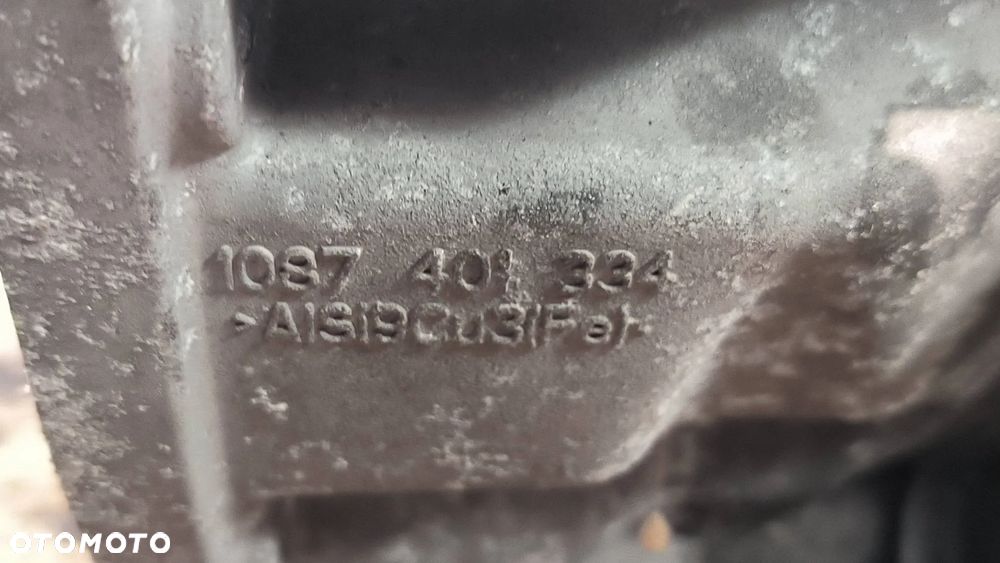 1087 401 334
>AlSi9Cu3(Fe)<
OTOMOTO